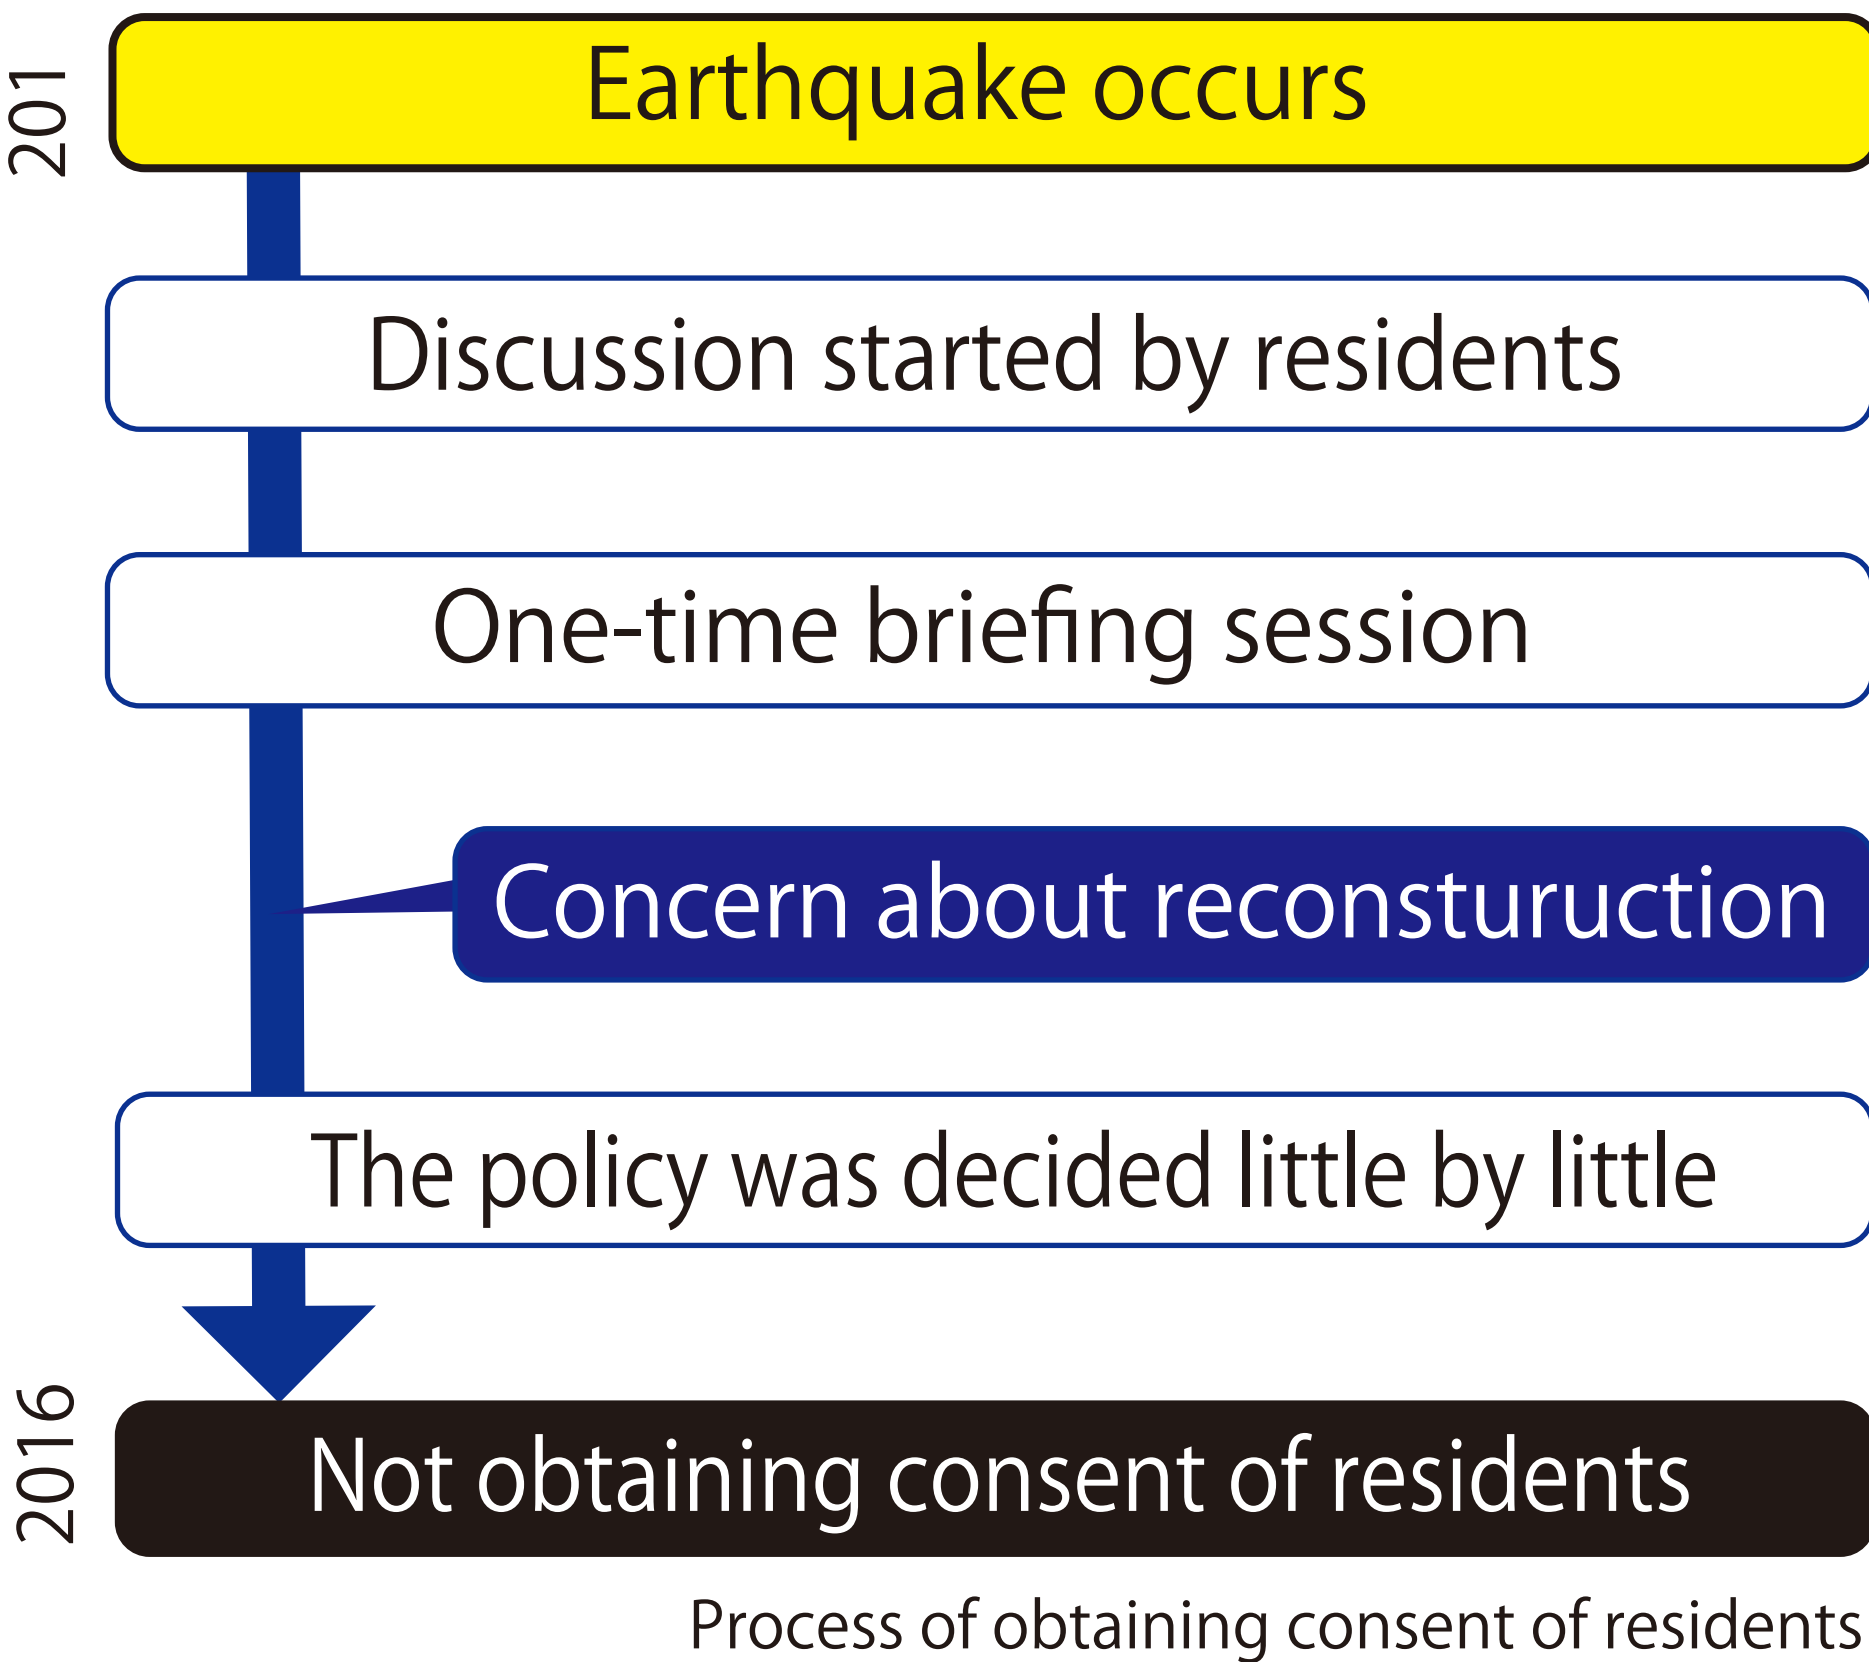 201
Earthquake occurs
Discussion started by residents
One-time briefing session
Concern about reconsturuction
The policy was decided little by little
2016
Not obtaining consent of residents
Process of obtaining consent of residents